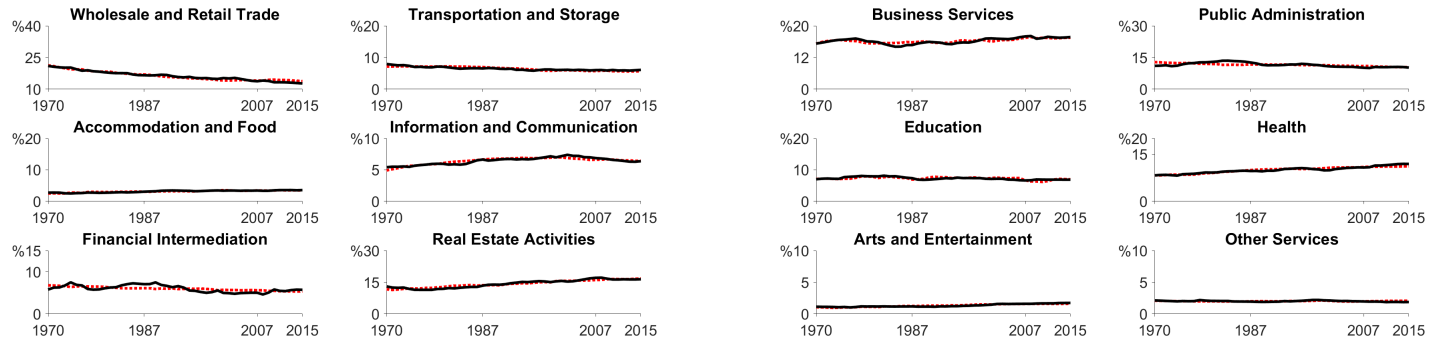 Wholesale and Retail Trade
%40
25
10
1970 1987 2007 2015
Transportation and Storage
%20
10
0
1970 1987 2007 2015
Business Services
%20
12
0
1970 1987 2007 2015
Public Administration
%30
15
0
1970 1987 2007 2015
Accommodation and Food
%20
10
0
1970 1987 2007 2015
Information and Communication
%10
5
0
1970 1987 2007 2015
Education
%20
10
0
1970 1987 2007 2015
Health
%20
15
0
1970 1987 2007 2015
Financial Intermediation
%15
10
0
1970 1987 2007 2015
Real Estate Activities
%30
15
0
1970 1987 2007 2015
Arts and Entertainment
%10
5
0
1970 1987 2007 2015
Other Services
%10
5
0
1970 1987 2007 2015